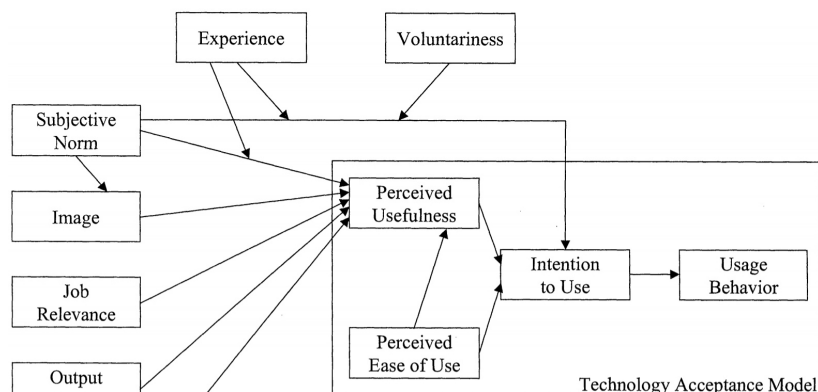 Experience
Voluntariness
Subjective
Norm
Image
Job
Relevance
Output
Perceived
Usefulness
Perceived
Ease of Use
Intention
to Use
Usage
Behavior
Technology Acceptance Model